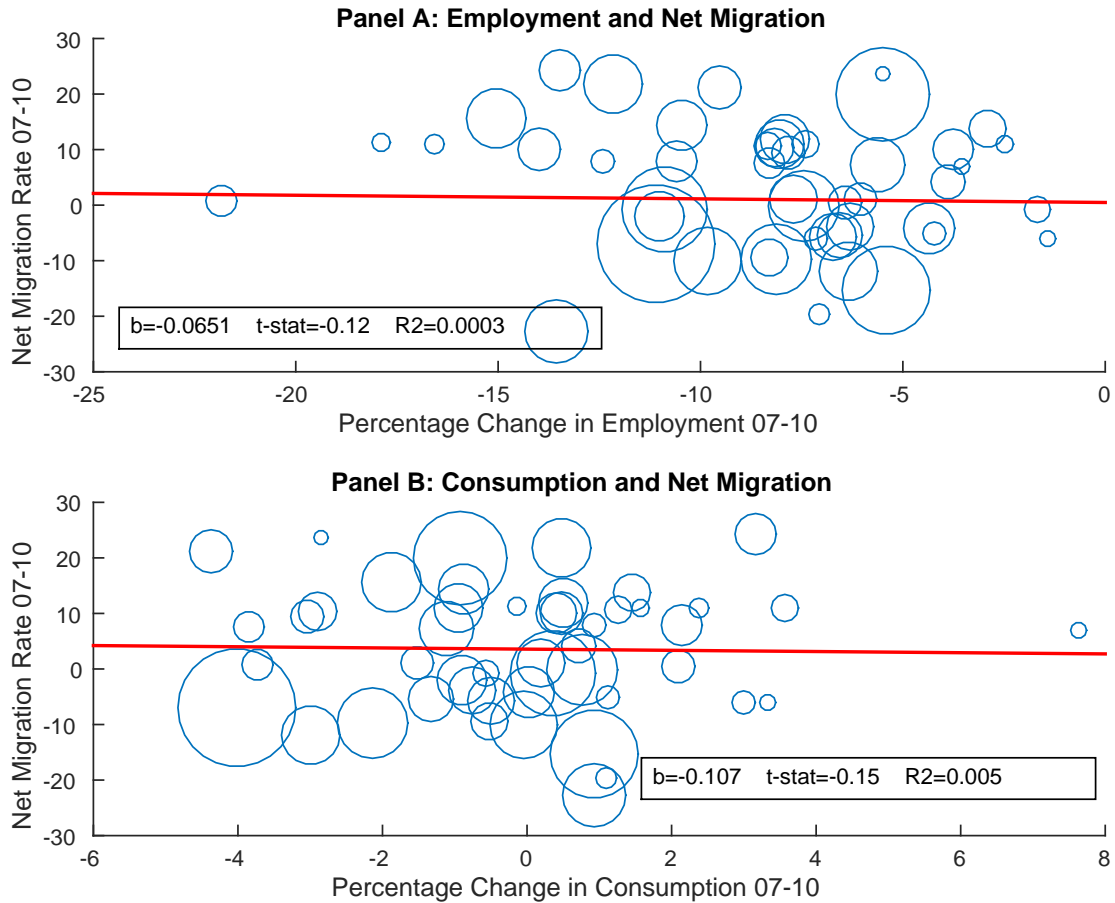 Panel A: Employment and Net Migration
Net Migration Rate 07-10
30
20
10
0
-10
-20
-30
b=-0.0651 t-stat=-0.12 R2=0.0003
-25 -20 -15 -10 -5 0
Percentage Change in Employment 07-10
Panel B: Consumption and Net Migration
Net Migration Rate 07-10
30
20
10
0
-10
-20
-30
b=-0.107 t-stat=-0.15 R2=0.005
-6 -4 -2 0 2 4 6 8
Percentage Change in Consumption 07-10